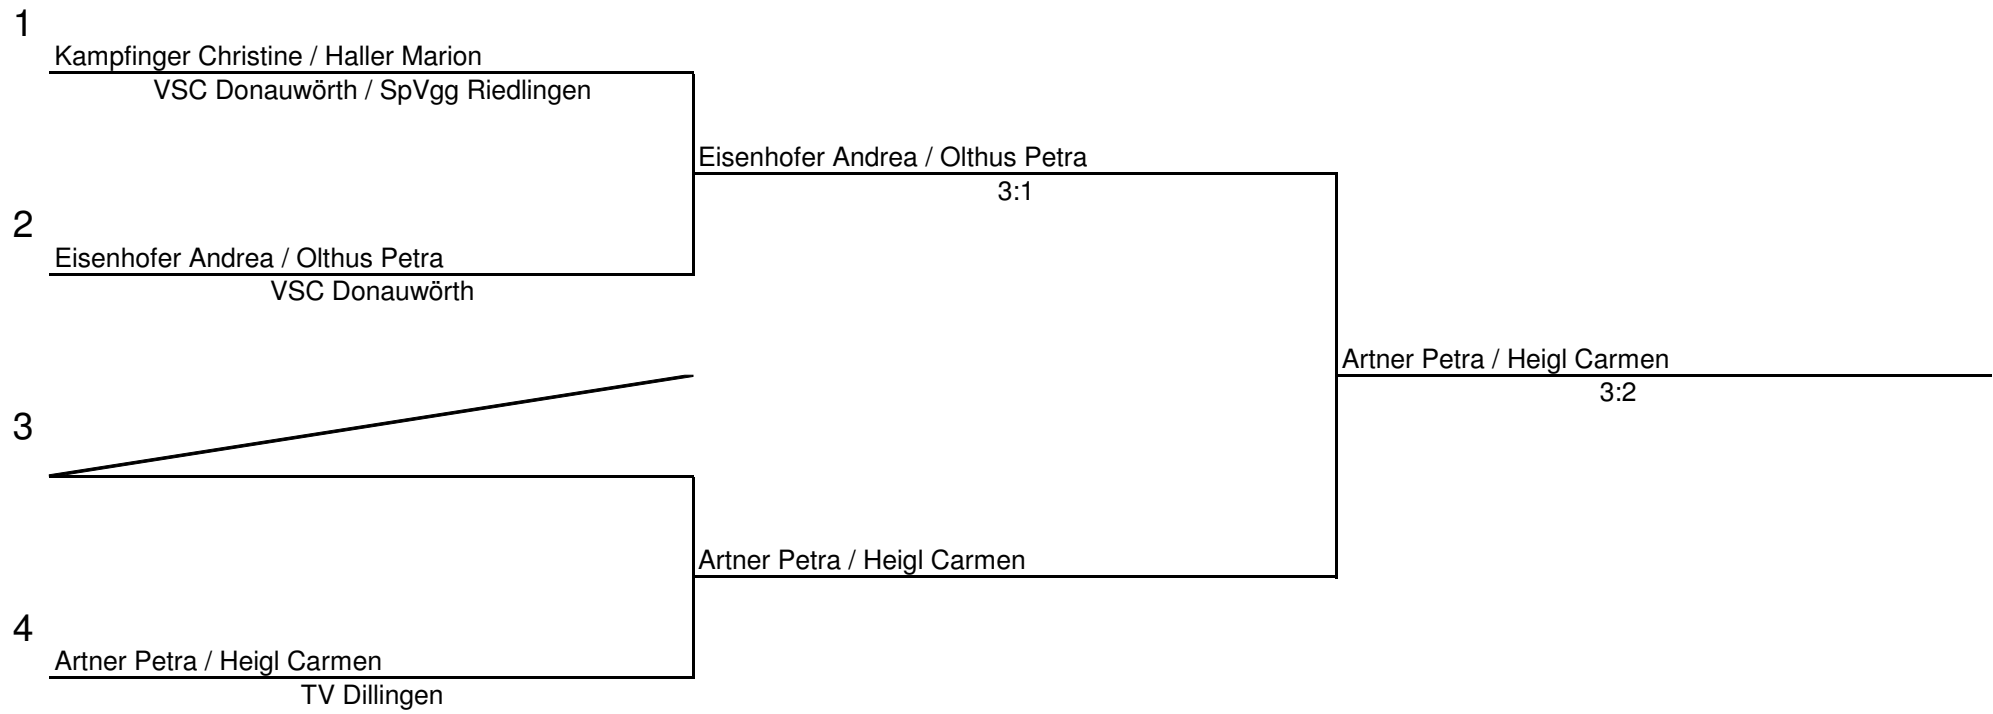 1
Kampfinger Christine / Haller Marion
VSC Donauwörth / SpVgg Riedlingen
Eisenhofer Andrea / Olthus Petra
3:1
2
Eisenhofer Andrea / Olthus Petra
VSC Donauwörth
Artner Petra / Heigl Carmen
3:2
3
Artner Petra / Heigl Carmen
4
Artner Petra / Heigl Carmen
TV Dillingen